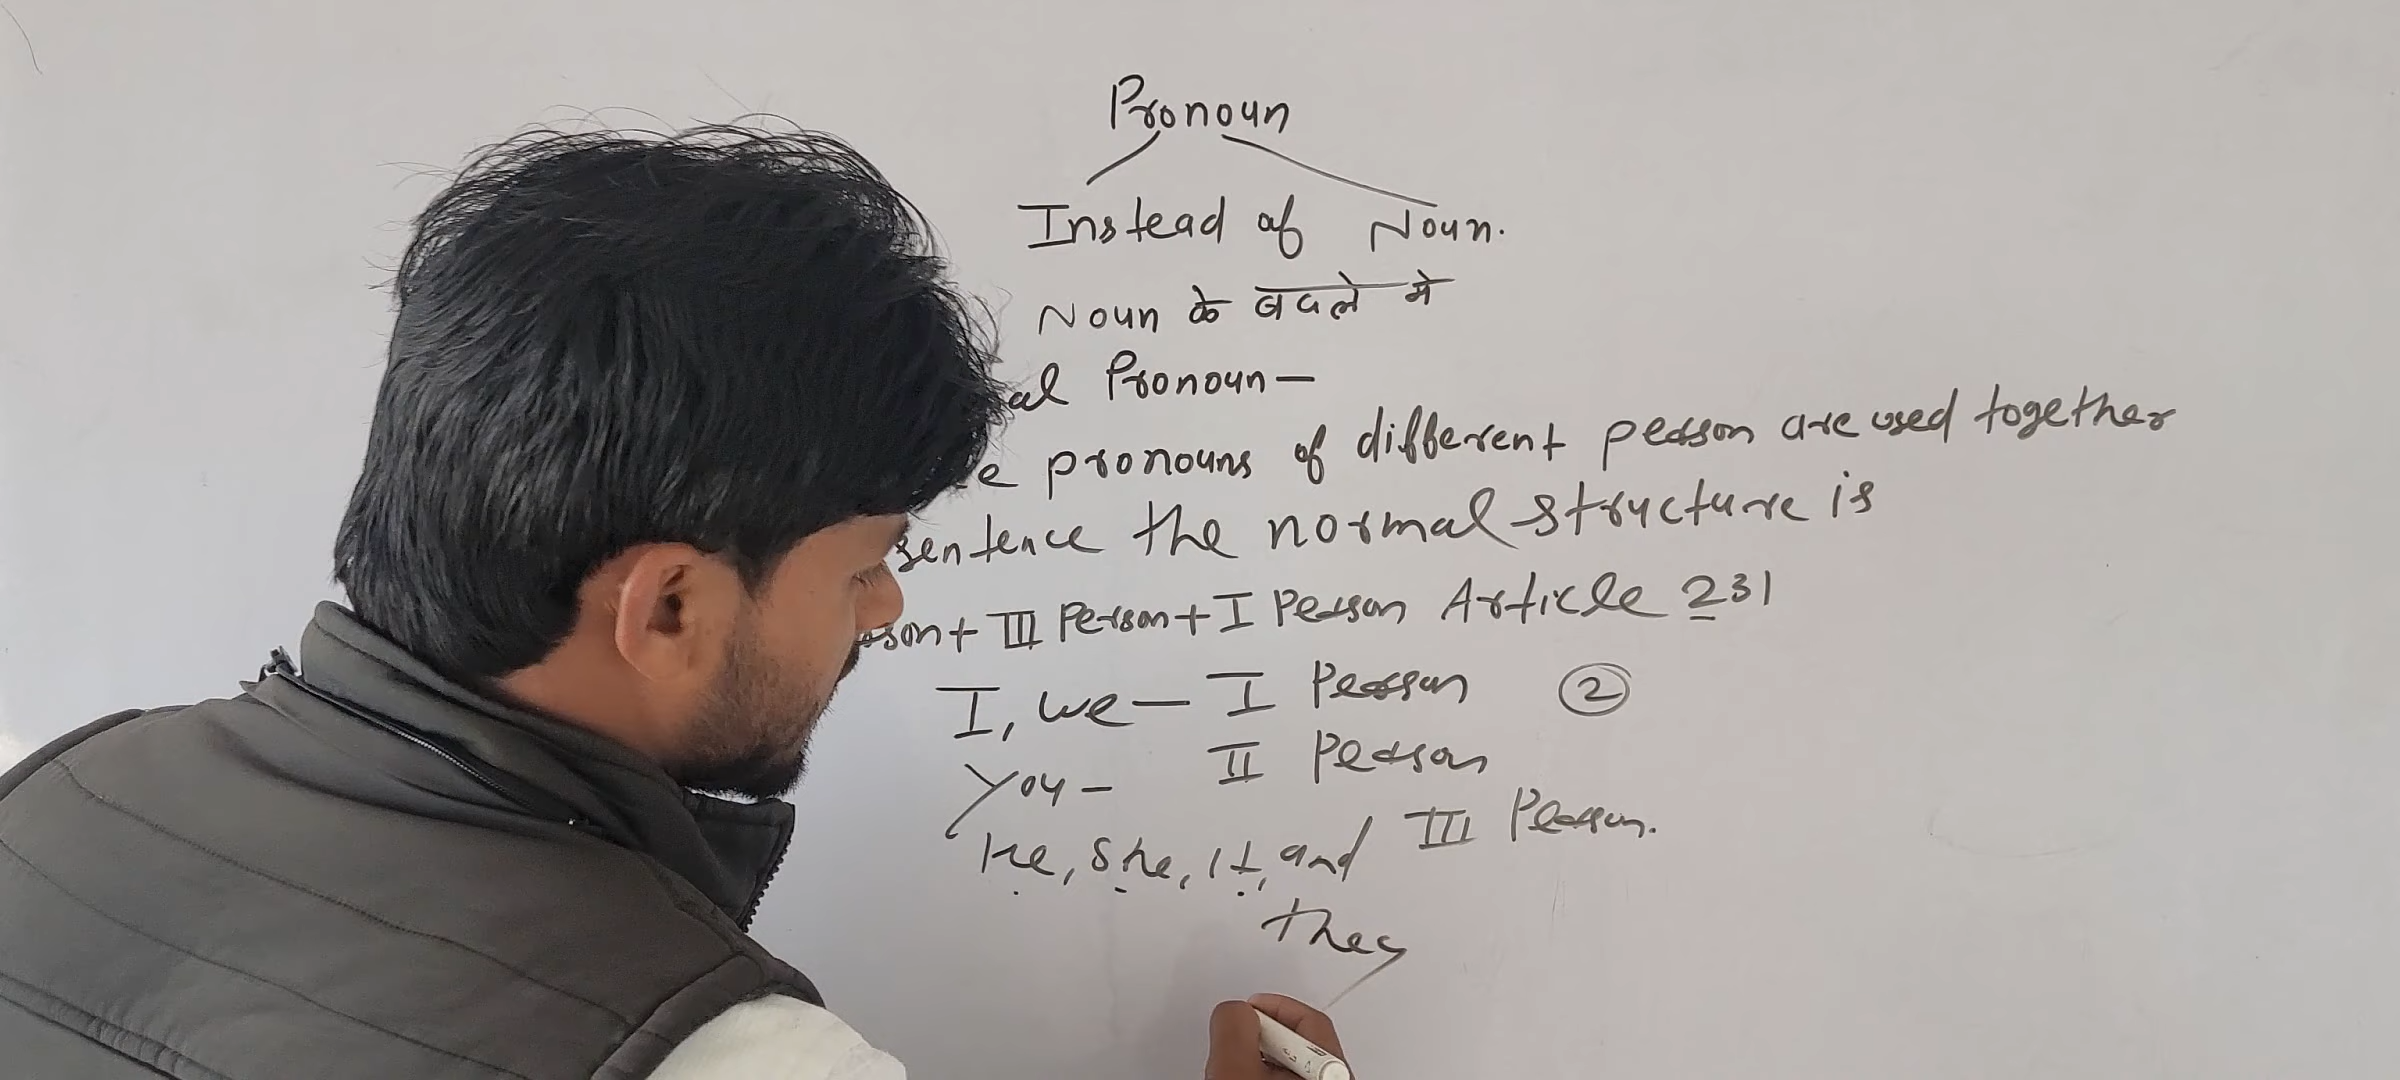 Pronoun
Instead of Noun.
Noun के बदले मे
al Pronoun—
e pronouns of different person are used together
sentence the normal structure is
son+ III Person+ I Person Article 231
I, we — I Person ②
You — II Person
he, she, it, and III Person.
they